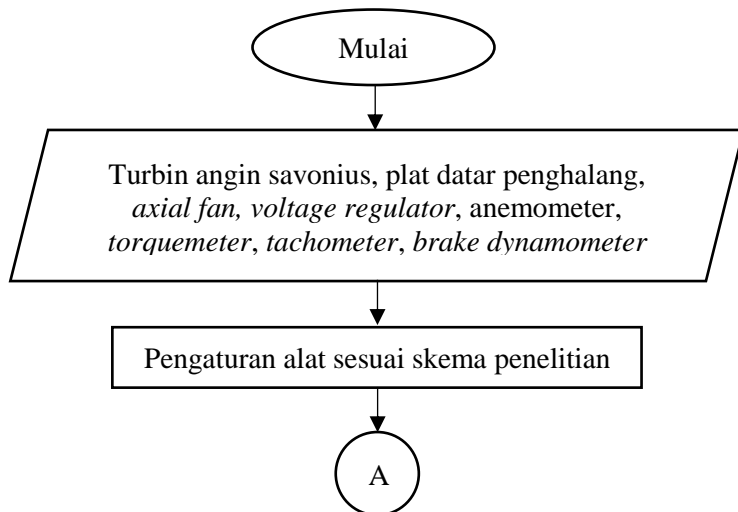 Mulai
Turbin angin savonius, plat datar penghalang,
axial fan, voltage regulator, anemometer,
torquemeter, tachometer, brake dynamometer
Pengaturan alat sesuai skema penelitian
A